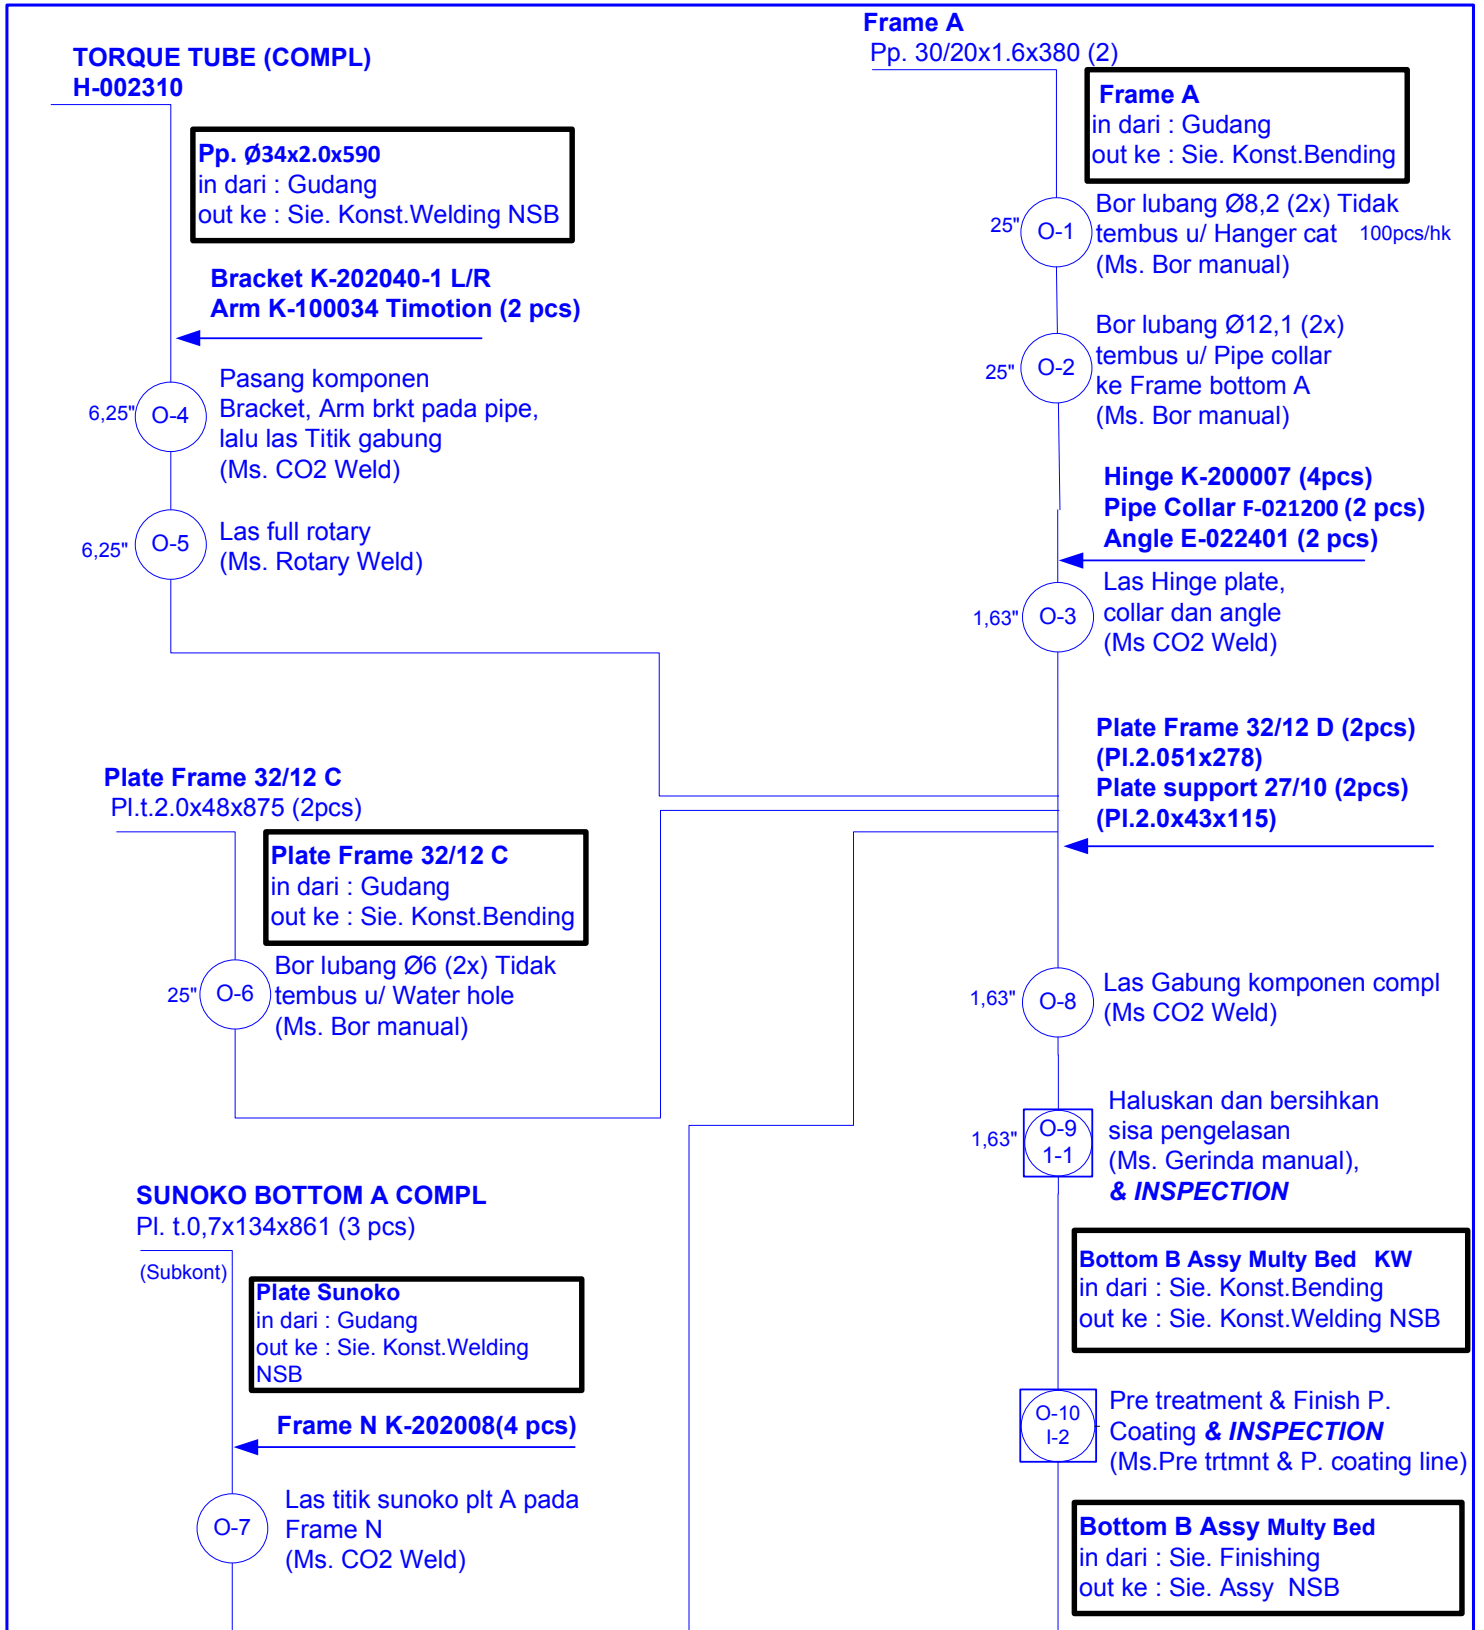 TORQUE TUBE (COMPL)
H-002310
Pp. Ø34x2.0x590
in dari : Gudang
out ke : Sie. Konst.Welding NSB
Bracket K-202040-1 L/R
Arm K-100034 Timotion (2 pcs)
6,25"
O-4
Pasang komponen
Bracket, Arm brkt pada pipe,
lalu las Titik gabung
(Ms. CO2 Weld)
6,25"
O-5
Las full rotary
(Ms. Rotary Weld)
Frame A
Pp. 30/20x1.6x380 (2)
Frame A
in dari : Gudang
out ke : Sie. Konst.Bending
25"
O-1
Bor lubang Ø8,2 (2x) Tidak
tembus u/ Hanger cat 100pcs/hk
(Ms. Bor manual)
25"
O-2
Bor lubang Ø12,1 (2x)
tembus u/ Pipe collar
ke Frame bottom A
(Ms. Bor manual)
Hinge K-200007 (4pcs)
Pipe Collar F-021200 (2 pcs)
Angle E-022401 (2 pcs)
1,63"
O-3
Las Hinge plate,
collar dan angle
(Ms CO2 Weld)
Plate Frame 32/12 D (2pcs)
(Pl.2.051x278)
Plate support 27/10 (2pcs)
(Pl.2.0x43x115)
Plate Frame 32/12 C
Pl.t.2.0x48x875 (2pcs)
Plate Frame 32/12 C
in dari : Gudang
out ke : Sie. Konst.Bending
25"
O-6
Bor lubang Ø6 (2x) Tidak
tembus u/ Water hole
(Ms. Bor manual)
1,63"
O-8
Las Gabung komponen compl
(Ms CO2 Weld)
1,63"
O-9
1-1
Haluskan dan bersihkan
sisa pengelasan
(Ms. Gerinda manual),
& INSPECTION
SUNOKO BOTTOM A COMPL
Pl. t.0,7x134x861 (3 pcs)
(Subkont)
Plate Sunoko
in dari : Gudang
out ke : Sie. Konst.Welding
NSB
Frame N K-202008(4 pcs)
O-7
Las titik sunoko plt A pada
Frame N
(Ms. CO2 Weld)
Bottom B Assy Multy Bed KW
in dari : Sie. Konst.Bending
out ke : Sie. Konst.Welding NSB
O-10
I-2
Pre treatment & Finish P.
Coating & INSPECTION
(Ms.Pre trtmnt & P. coating line)
Bottom B Assy Multy Bed
in dari : Sie. Finishing
out ke : Sie. Assy NSB